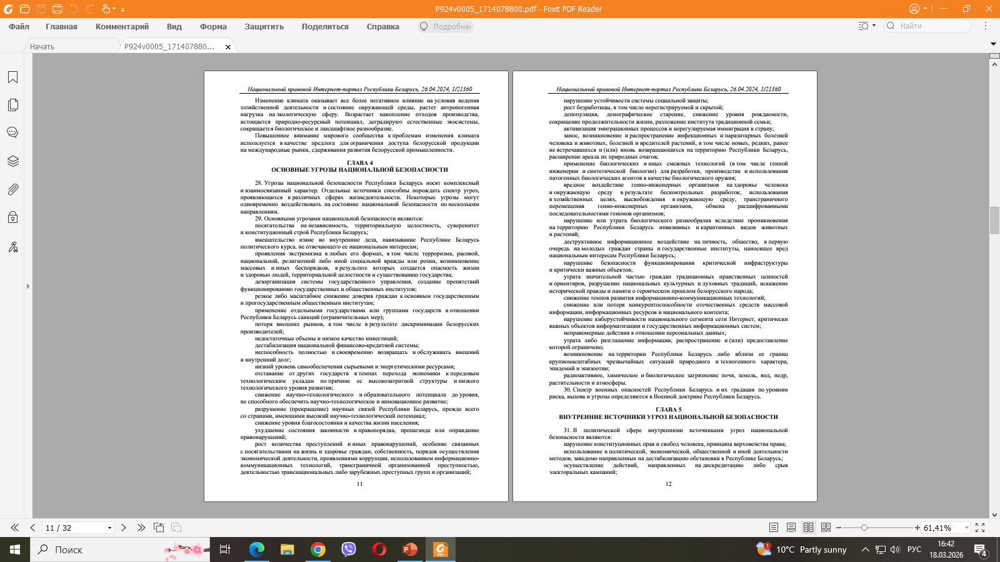 P924v0005_1714078800.pdf - Foxit PDF Reader
Файл Главная Комментарий Вид Форма Защитить Поделиться Справка Подробнее Найти
Начать P924v0005_171407880...
Национальный правовой Интернет-портал Республики Беларусь, 26.04.2024, 1/21360
Изменение климата оказывает все более негативное влияние на условия ведения
хозяйственной деятельности и состояние окружающей среды, растет антропогенная
нагрузка на экологическую сферу. Возрастает накопление отходов производства,
истощается природно-ресурсный потенциал, деградируют естественные экосистемы,
сокращается биологическое и ландшафтное разнообразие.
Повышенное внимание мирового сообщества к проблемам изменения климата
используется в качестве предлога для ограничения доступа белорусской продукции
на международные рынки, сдерживания развития белорусской промышленности.
ГЛАВА 4
ОСНОВНЫЕ УГРОЗЫ НАЦИОНАЛЬНОЙ БЕЗОПАСНОСТИ
28. Угрозы национальной безопасности Республики Беларусь носят комплексный
и взаимосвязанный характер. Отдельные источники способны порождать спектр угроз,
проявляющихся в различных сферах жизнедеятельности. Некоторые угрозы могут
одновременно воздействовать на состояние национальной безопасности по нескольким
направлениям.
29. Основными угрозами национальной безопасности являются:
посягательства на независимость, территориальную целостность, суверенитет
и конституционный строй Республики Беларусь;
вмешательство извне во внутренние дела, навязывание Республике Беларусь
политического курса, не отвечающего ее национальным интересам;
проявления экстремизма в любых его формах, в том числе терроризма, расовой,
национальной, религиозной либо иной социальной вражды или розни, возникновение
массовых и иных беспорядков, в результате которых создается опасность жизни
и здоровью людей, территориальной целостности и существованию государства;
дезорганизация системы государственного управления, создание препятствий
функционированию государственных и общественных институтов;
резкое либо масштабное снижение доверия граждан к основным государственным
и прогосударственным общественным институтам;
применение отдельными государствами или группами государств в отношении
Республики Беларусь санкций (ограничительных мер);
потеря внешних рынков, в том числе в результате дискриминации белорусских
производителей;
недостаточные объемы и низкое качество инвестиций;
дестабилизация национальной финансово-кредитной системы;
неспособность полностью и своевременно возвращать и обслуживать внешний
и внутренний долг;
низкий уровень самообеспечения сырьевыми и энергетическими ресурсами;
отставание от других государств в темпах перехода экономики к передовым
технологическим укладам по причине ее высокозатратной структуры и низкого
технологического уровня развития;
снижение научно-технологического и образовательного потенциала до уровня,
не способного обеспечить научно-технологическое и инновационное развитие;
разрушение (прекращение) научных связей Республики Беларусь, прежде всего
со странами, имеющими высокий научно-технологический потенциал;
снижение уровня благосостояния и качества жизни населения;
ухудшение состояния законности и правопорядка, пропаганда или оправдание
правонарушений;
рост количества преступлений и иных правонарушений, особенно связанных
с посягательствами на жизнь и здоровье граждан, собственность, порядок осуществления
экономической деятельности, проявлениями коррупции, использованием информационно-
коммуникационных технологий, трансграничной организованной преступностью,
деятельностью транснациональных либо зарубежных преступных групп и организаций;
11
Национальный правовой Интернет-портал Республики Беларусь, 26.04.2024, 1/21360
нарушение устойчивости системы социальной защиты;
рост безработицы, в том числе нерегистрируемой и скрытой;
депопуляция, демографическое старение, снижение уровня рождаемости,
сокращение продолжительности жизни, разложение института традиционной семьи;
активизация эмиграционных процессов и нерегулируемая иммиграция в страну;
занос, возникновение и распространение инфекционных и паразитарных болезней
человека и животных, болезней и вредителей растений, в том числе новых, редких, ранее
не встречавшихся и (или) вновь возвращающихся на территорию Республики Беларусь,
расширение ареала их природных очагов;
применение биологических и иных смежных технологий (в том числе генной
инженерии и синтетической биологии) для разработки, производства и использования
патогенных биологических агентов в качестве биологического оружия;
вредное воздействие генно-инженерных организмов на здоровье человека
и окружающую среду в результате бесконтрольных разработок, использования
в хозяйственных целях, высвобождения в окружающую среду, трансграничного
перемещения генно-инженерных организмов, обмена расшифрованными
последовательностями геномов организмов;
нарушение или утрата биологического разнообразия вследствие проникновения
на территорию Республики Беларусь инвазивных и карантинных видов животных
и растений;
деструктивное информационное воздействие на личность, общество, в первую
очередь на молодых граждан страны и государственные институты, наносящее вред
национальным интересам Республики Беларусь;
нарушение безопасности функционирования критической инфраструктуры
и критически важных объектов;
утрата значительной частью граждан традиционных нравственных ценностей
и ориентиров, разрушение национальных культурных и духовных традиций, искажение
исторической правды и памяти о героическом прошлом белорусского народа;
снижение темпов развития информационно-коммуникационных технологий;
снижение или потеря конкурентоспособности отечественных средств массовой
информации, информационных ресурсов и национального контента;
нарушение киберустойчивости национального сегмента сети Интернет, критически
важных объектов информатизации и государственных информационных систем;
неправомерные действия в отношении персональных данных;
утрата либо разглашение информации, распространение и (или) предоставление
которой ограничено;
возникновение на территории Республики Беларусь либо вблизи ее границ
крупномасштабных чрезвычайных ситуаций природного и техногенного характера,
эпидемий и эпизоотии;
радиоактивное, химическое и биологическое загрязнение почв, земель, вод, недр,
растительности и атмосферы.
30. Спектр военных опасностей Республики Беларусь и их градация по уровням
риска, вызова и угрозы определяются в Военной доктрине Республики Беларусь.
ГЛАВА 5
ВНУТРЕННИЕ ИСТОЧНИКИ УГРОЗ НАЦИОНАЛЬНОЙ БЕЗОПАСНОСТИ
31. В политической сфере внутренними источниками угроз национальной
безопасности являются:
нарушение конституционных прав и свобод человека, принципа верховенства права;
использование в политической, экономической, общественной и иной деятельности
методов, заведомо направленных на дестабилизацию обстановки в Республике Беларусь;
осуществление действий, направленных на дискредитацию либо срыв
электоральных кампаний;
12
11 / 32 61,41%
Поиск 10°C Partly sunny РУС 16:42
18.03.2026 4